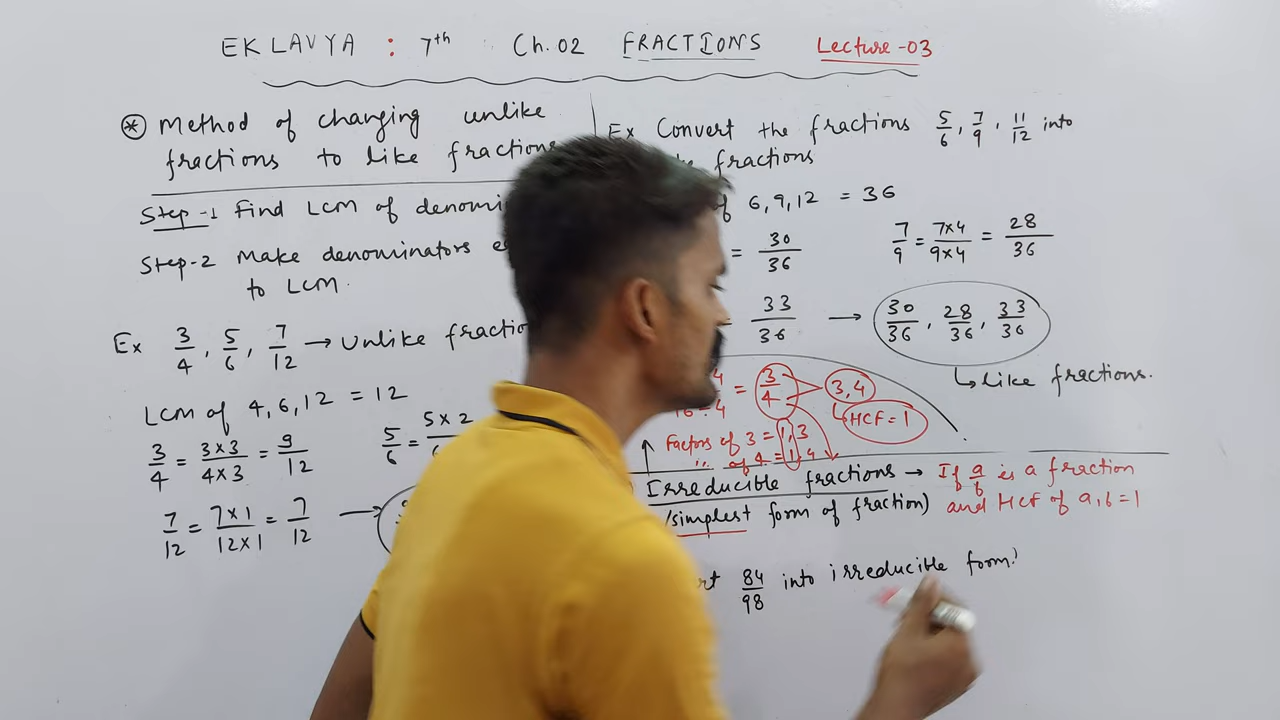 EKLAVYA : 7th Ch. 02 FRACTIONS Lecture -03
* Method of changing unlike
fractions to like fractions
Step -1 Find LCM of
Step-2 Make denominators
to LCM.
Ex 3/4, 5/6, 7/12 → Unlike
LCM of 4, 6, 12 = 12
3/4 = 3×3/4×3 = 9/12
5/6 = 5×2
7/12 = 7×1/12×1 = 7/12 →
Ex Convert the fractions 5/6, 7/9, 11/12 into
fractions
6, 9, 12 = 36
= 30/36
7/9 = 7×4/9×4 = 28/36
= 33/36 → 30/36, 28/36, 33/36
↳ like fractions.
= 3/4 3, 4
↳ HCF = 1
Factors of 3 = 1, 3
" of 4 = 1, 4
Irreducible fractions → If a/b is a fraction
/simplest form of fraction) and HCF of a, b = 1
84/98 into irreducible form!